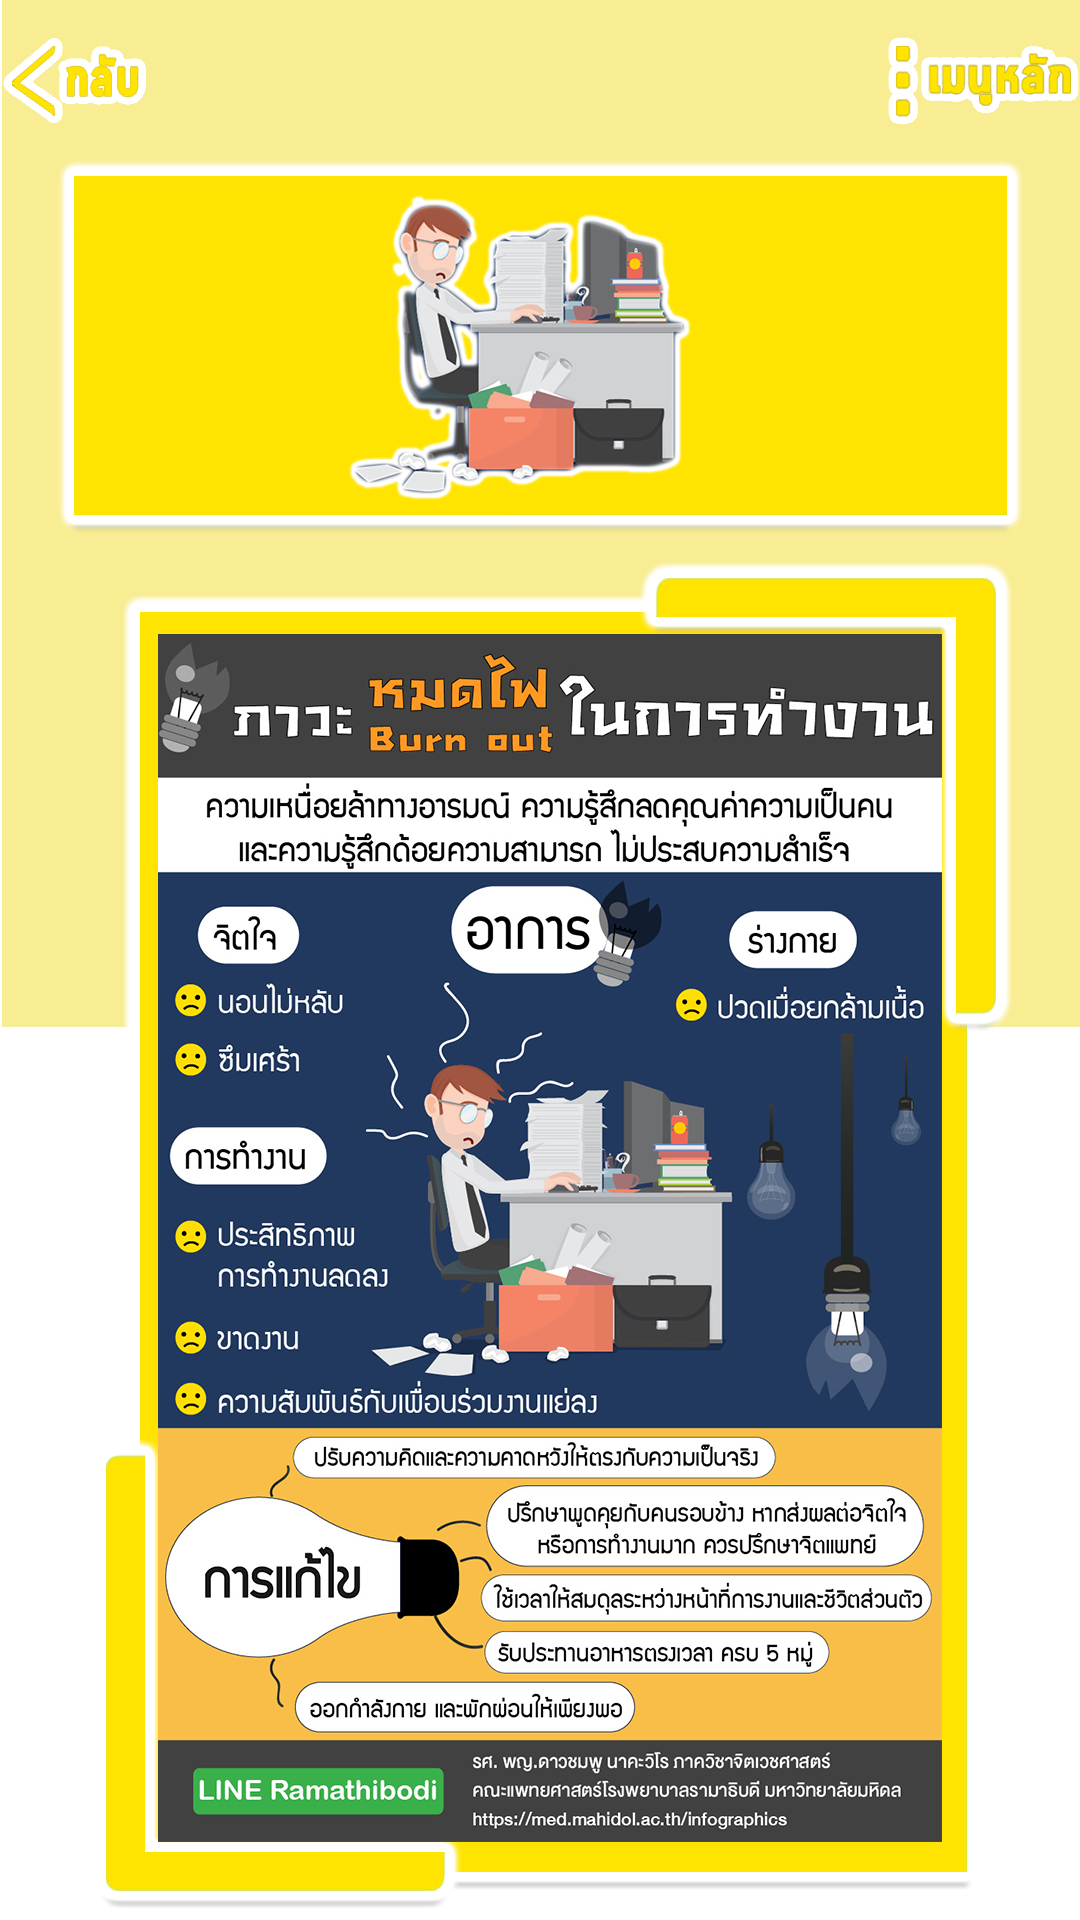 กลับ
เมนูหลัก
ภาวะ หมดไฟ ในการทำงาน
Burn out
ความเหนื่อยล้าทางอารมณ์ ความรู้สึกลดคุณค่าความเป็นคน
และความรู้สึกด้อยความสามารถ ไม่ประสบความสำเร็จ
อาการ
จิตใจ
นอนไม่หลับ
ซึมเศร้า
ร่างกาย
ปวดเมื่อยกล้ามเนื้อ
การทำงาน
ประสิทธิภาพ
การทำงานลดลง
ขาดงาน
ความสัมพันธ์กับเพื่อนร่วมงานแย่ลง
การแก้ไข
ปรับความคิดและความคาดหวังให้ตรงกับความเป็นจริง
ปรึกษาพูดคุยกับคนรอบข้าง หากส่งผลต่อจิตใจ
หรือการทำงานมาก ควรปรึกษาจิตแพทย์
ใช้เวลาให้สมดุลระหว่างหน้าที่การงานและชีวิตส่วนตัว
รับประทานอาหารตรงเวลา ครบ 5 หมู่
ออกกำลังกาย และพักผ่อนให้เพียงพอ
LINE Ramathibodi
รศ. พญ.ดาวชมพู นาคะวิโร ภาควิชาจิตเวชศาสตร์
คณะแพทยศาสตร์โรงพยาบาลรามาธิบดี มหาวิทยาลัยมหิดล
https://med.mahidol.ac.th/infographics